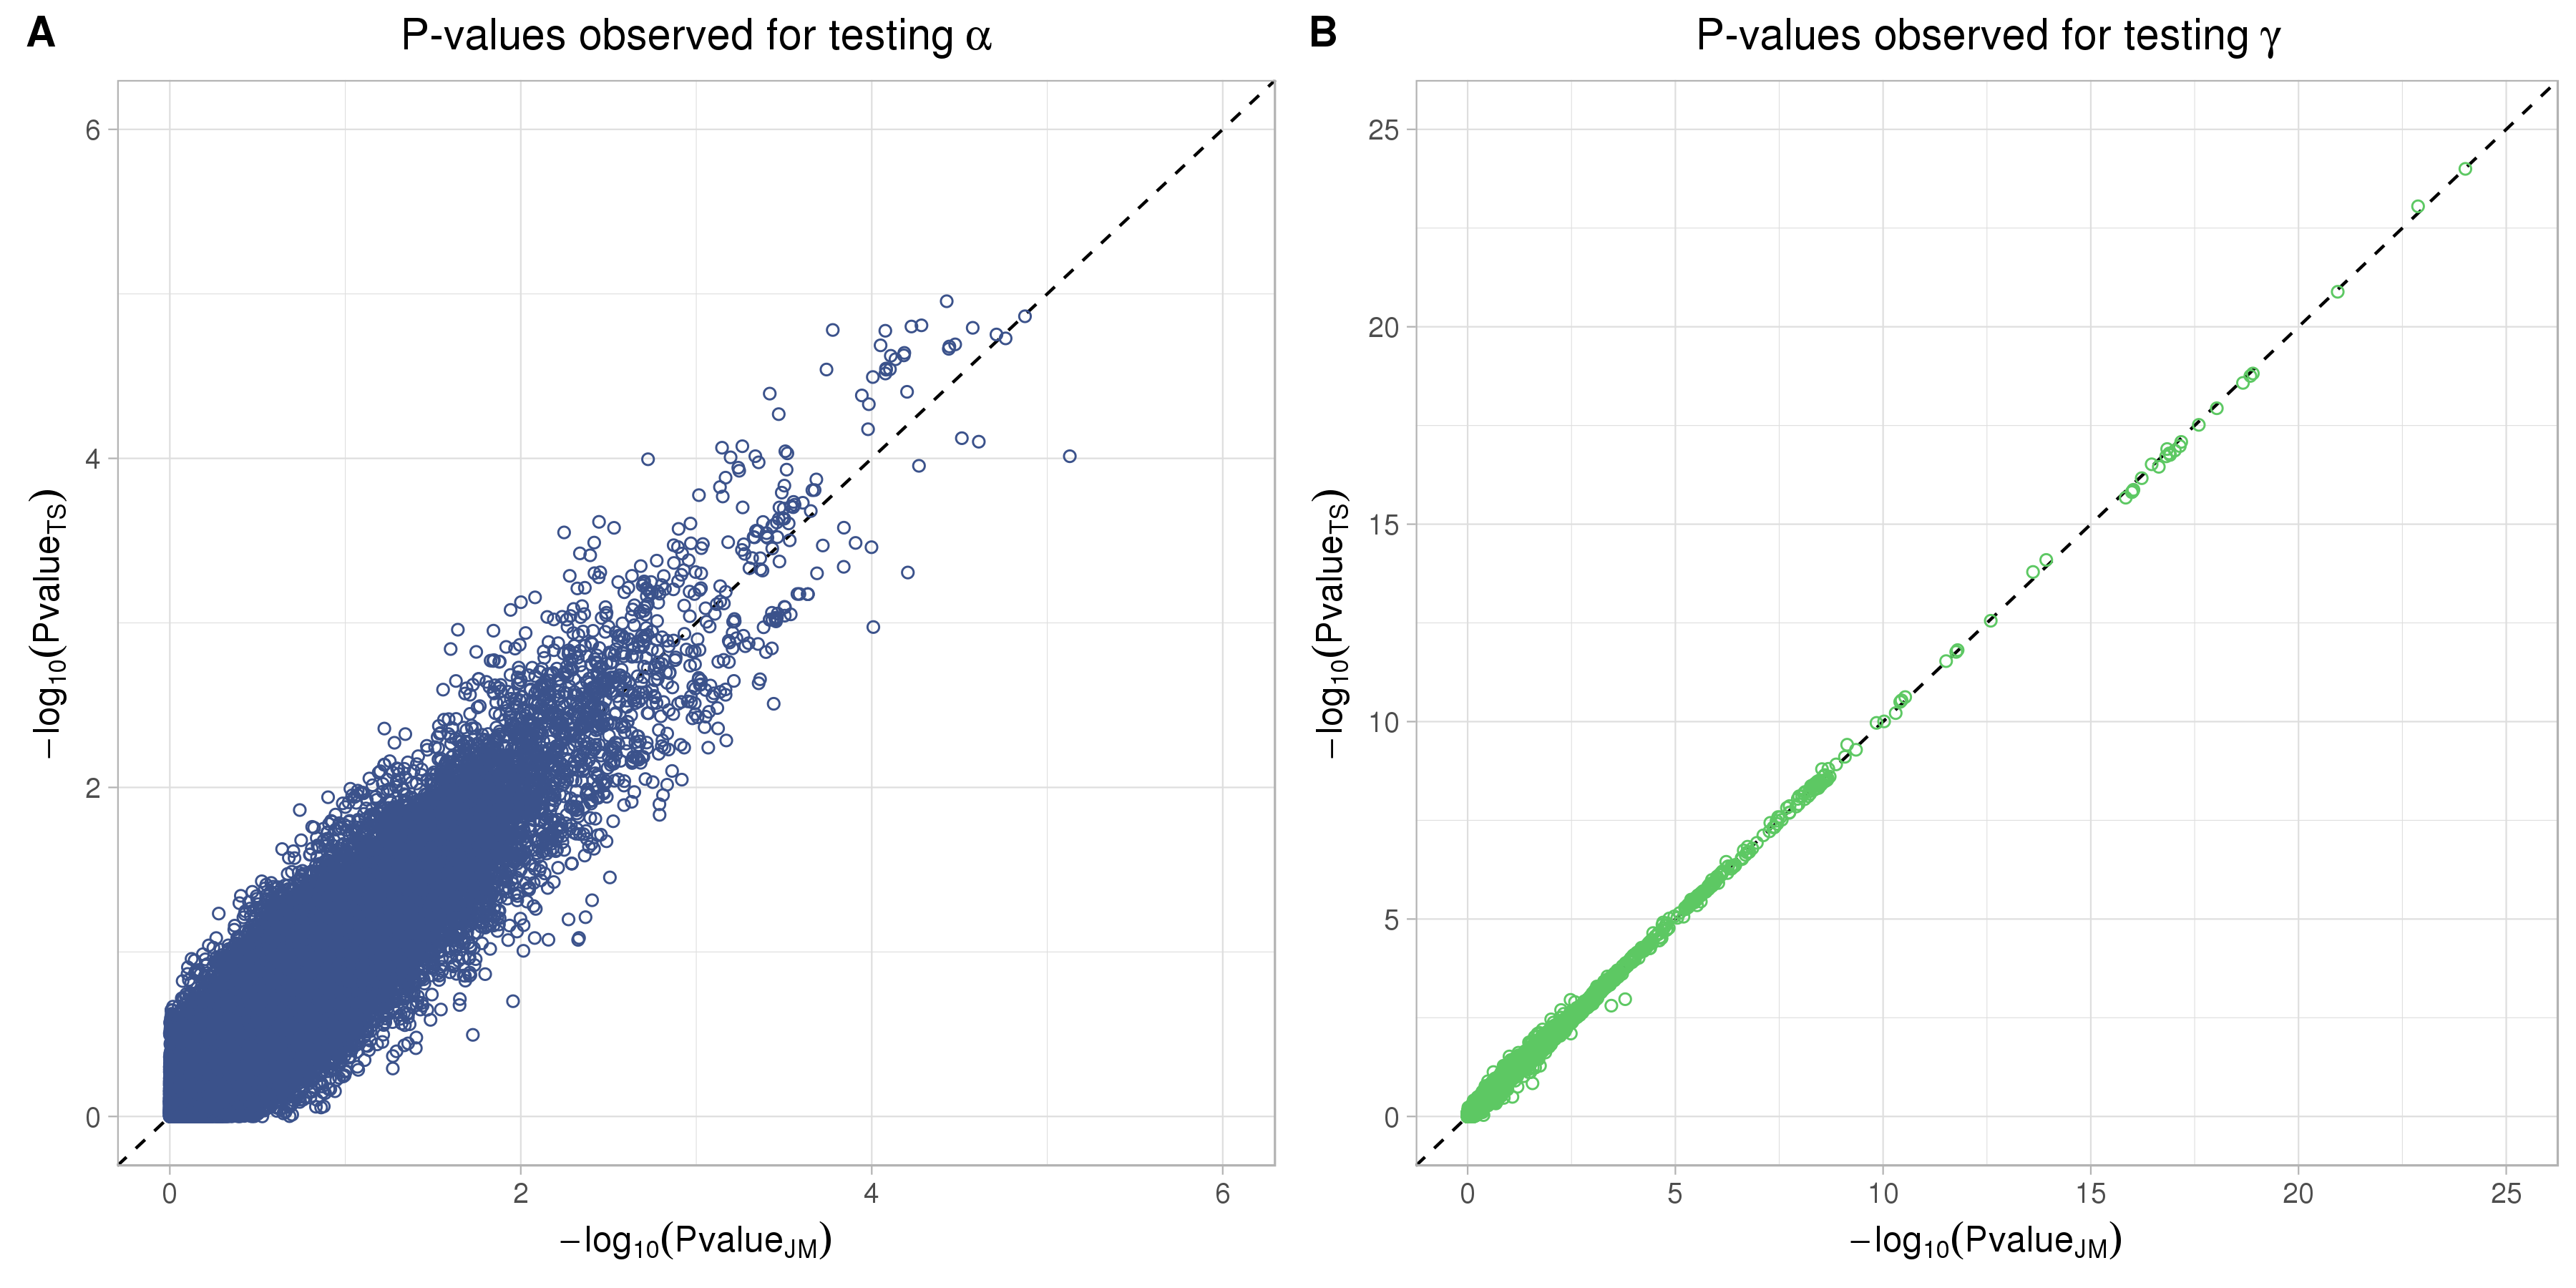 A
P-values observed for testing α
6
4
2
0
−log10(PvalueTS)
0 2 4 6
−log10(PvalueJM)
B
P-values observed for testing γ
25
20
15
10
5
0
−log10(PvalueTS)
0 5 10 15 20 25
−log10(PvalueJM)